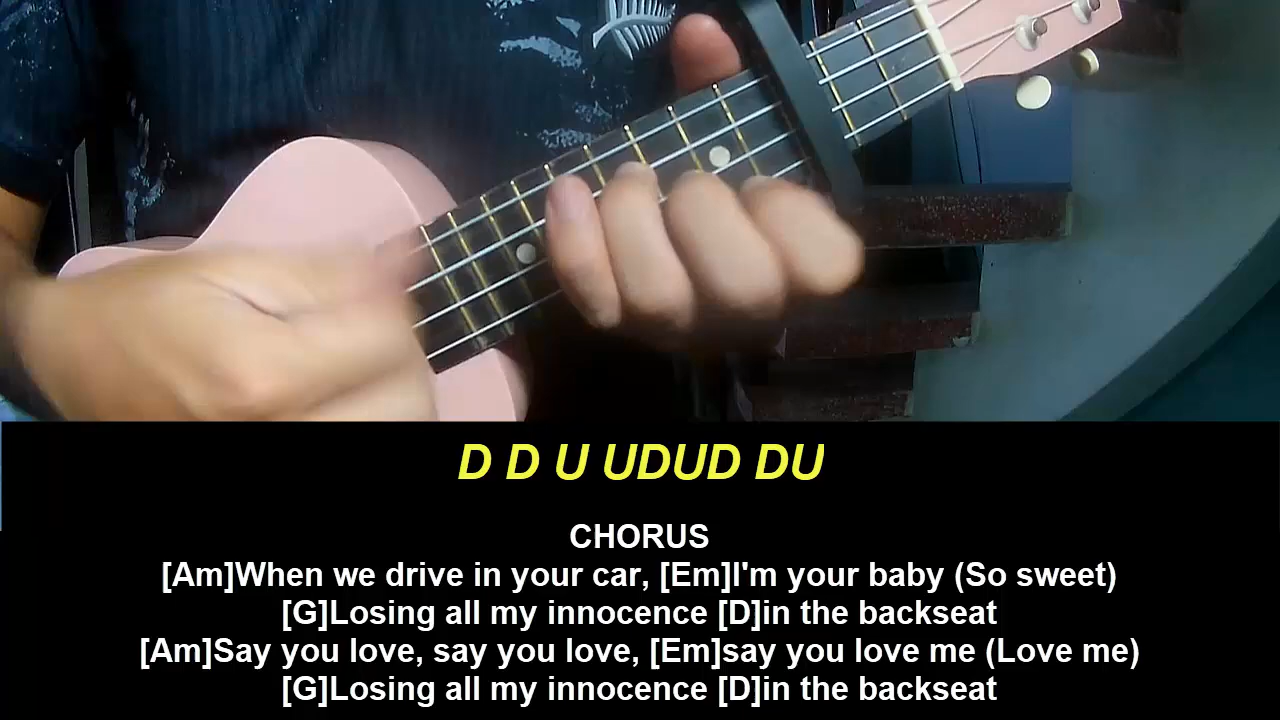 D D U UDUD DU
CHORUS
[Am]When we drive in your car, [Em]I'm your baby (So sweet)
[G]Losing all my innocence [D]in the backseat
[Am]Say you love, say you love, [Em]say you love me (Love me)
[G]Losing all my innocence [D]in the backseat